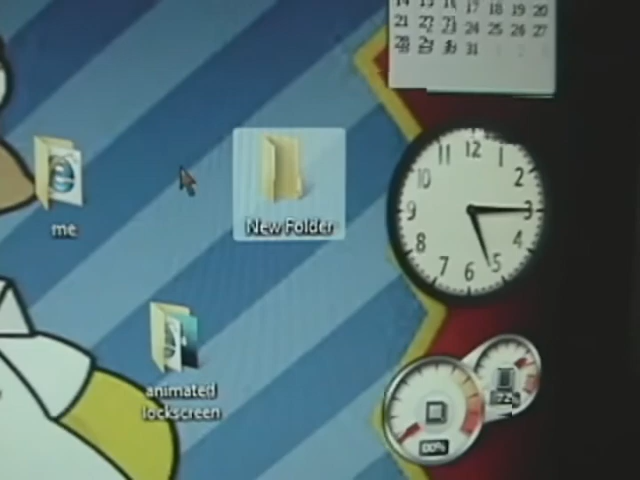 14 15 16 17 18 19 20
21 22 23 24 25 26 27
28 29 30 31
me
New Folder
animated
lockscreen
11 12 1
10 2
9 3
8 4
7 6 5
00%